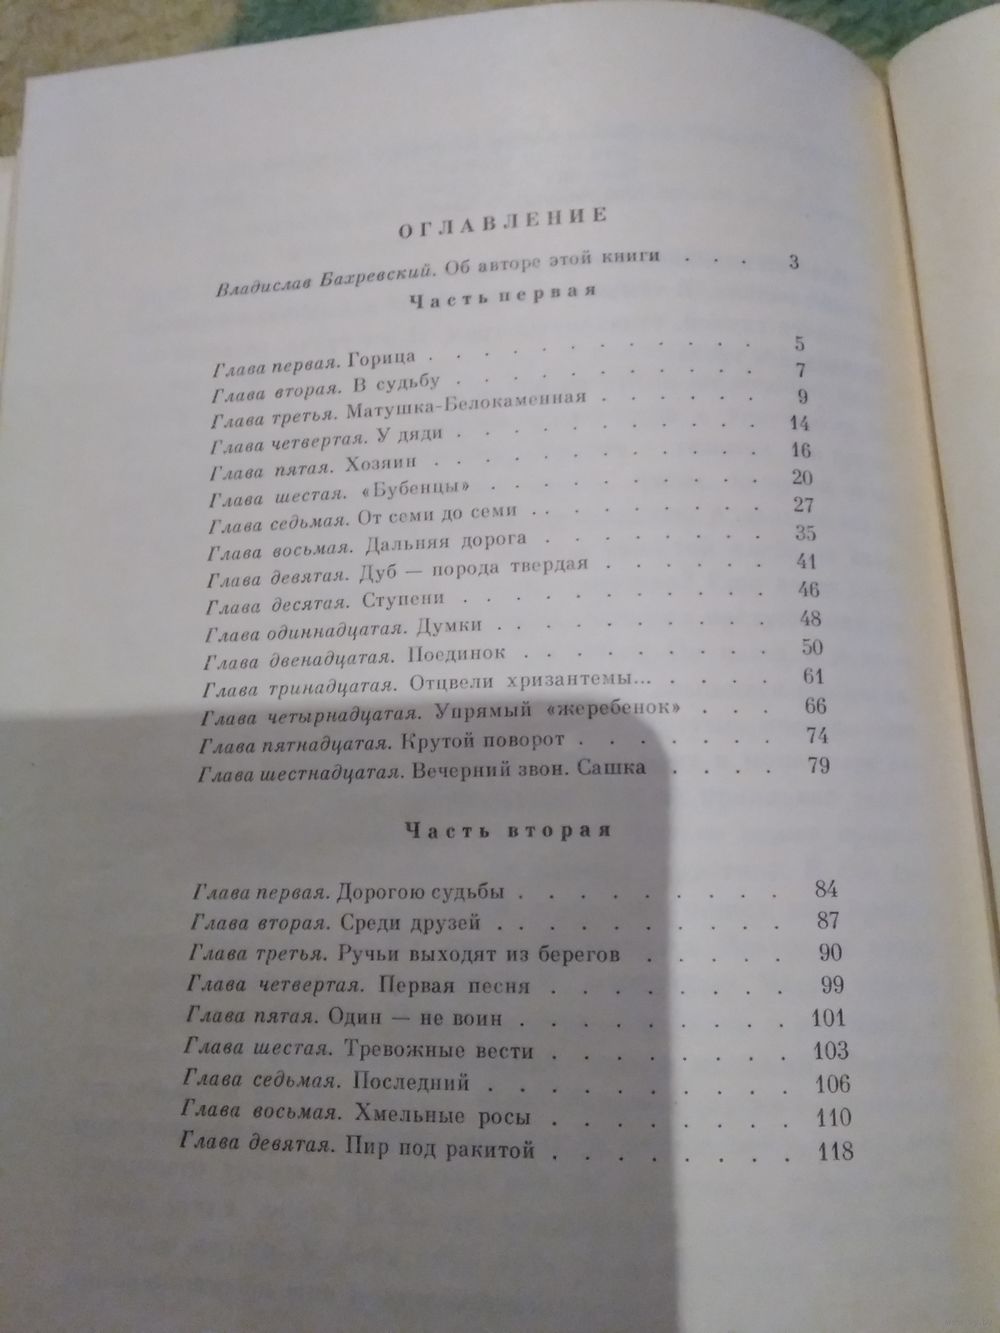 ОГЛАВЛЕНИЕ
Владислав Бахревский. Об авторе этой книги . . . 3
Часть первая
Глава первая. Горица . . . . . . . . . . . 5
Глава вторая. В судьбу . . . . . . . . . . 7
Глава третья. Матушка-Белокаменная . . . . . 9
Глава четвертая. У дяди . . . . . . . . . . 14
Глава пятая. Хозяин . . . . . . . . . . . 16
Глава шестая. «Бубенцы» . . . . . . . . . 20
Глава седьмая. От семи до семи . . . . . . . . 27
Глава восьмая. Дальняя дорога . . . . . . . 35
Глава девятая. Дуб — порода твердая . . . . . 41
Глава десятая. Ступени . . . . . . . . . . 46
Глава одиннадцатая. Думки . . . . . . . . . 48
Глава двенадцатая. Поединок . . . . . . . . 50
Глава тринадцатая. Отцвели хризантемы... . . . . 61
Глава четырнадцатая. Упрямый «жеребенок» . . . 66
Глава пятнадцатая. Крутой поворот . . . . . . 74
Глава шестнадцатая. Вечерний звон. Сашка . . . . 79
Часть вторая
Глава первая. Дорогою судьбы . . . . . . . . . 84
Глава вторая. Среди друзей . . . . . . . . . 87
Глава третья. Ручьи выходят из берегов . . . . . 90
Глава четвертая. Первая песня . . . . . . . . 99
Глава пятая. Один — не воин . . . . . . . . . 101
Глава шестая. Тревожные вести . . . . . . . . 103
Глава седьмая. Последний . . . . . . . . . . 106
Глава восьмая. Хмельные росы . . . . . . . . 110
Глава девятая. Пир под ракитой . . . . . . . . 118